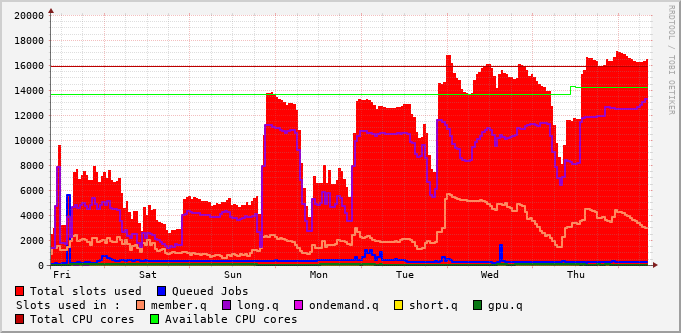 20000
18000
16000
14000
12000
10000
8000
6000
4000
2000
0
Fri Sat Sun Mon Tue Wed Thu
RRDTOOL / TOBI OETIKER
Total slots used Queued Jobs
Slots used in : member.q long.q ondemand.q short.q gpu.q
Total CPU cores Available CPU cores